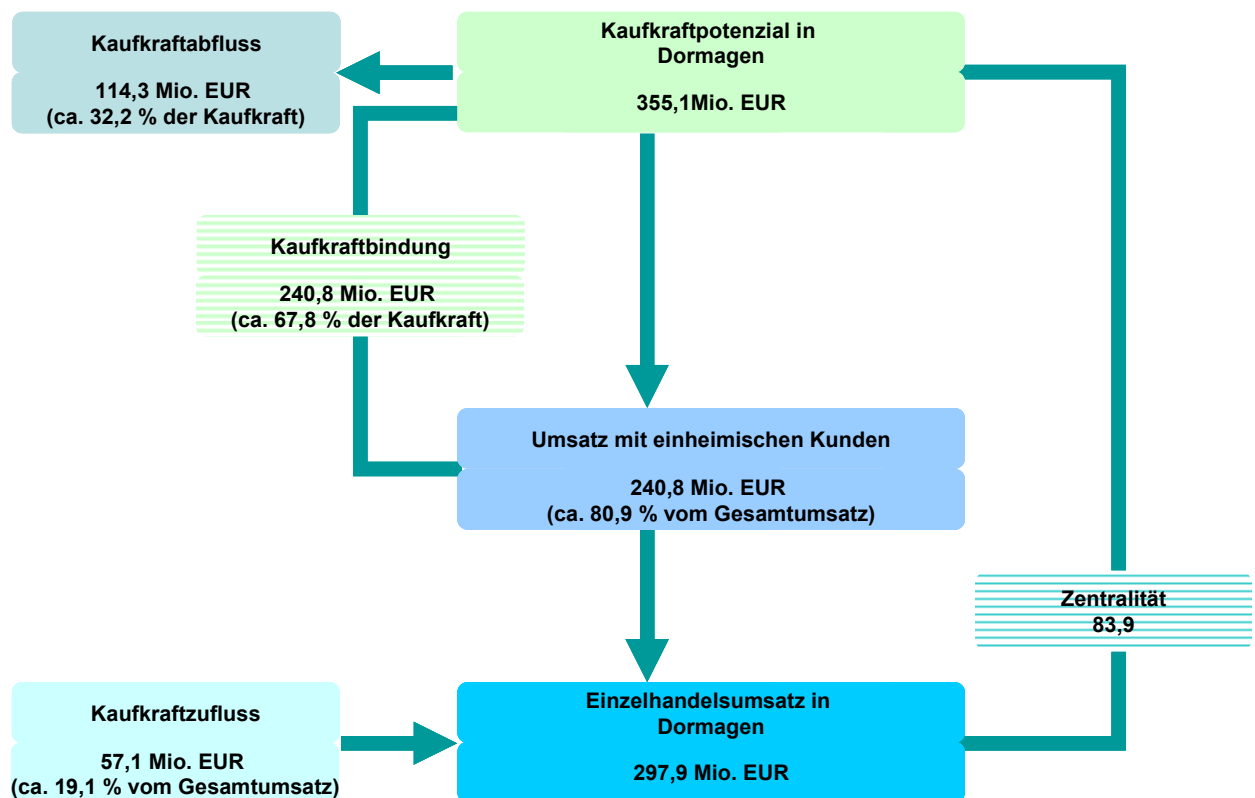 Kaufkraftabfluss
114,3 Mio. EUR
(ca. 32,2 % der Kaufkraft)
Kaufkraftpotenzial in
Dormagen
355,1Mio. EUR
Kaufkraftbindung
240,8 Mio. EUR
(ca. 67,8 % der Kaufkraft)
Umsatz mit einheimischen Kunden
240,8 Mio. EUR
(ca. 80,9 % vom Gesamtumsatz)
Zentralität
83,9
Kaufkraftzufluss
57,1 Mio. EUR
(ca. 19,1 % vom Gesamtumsatz)
Einzelhandelsumsatz in
Dormagen
297,9 Mio. EUR